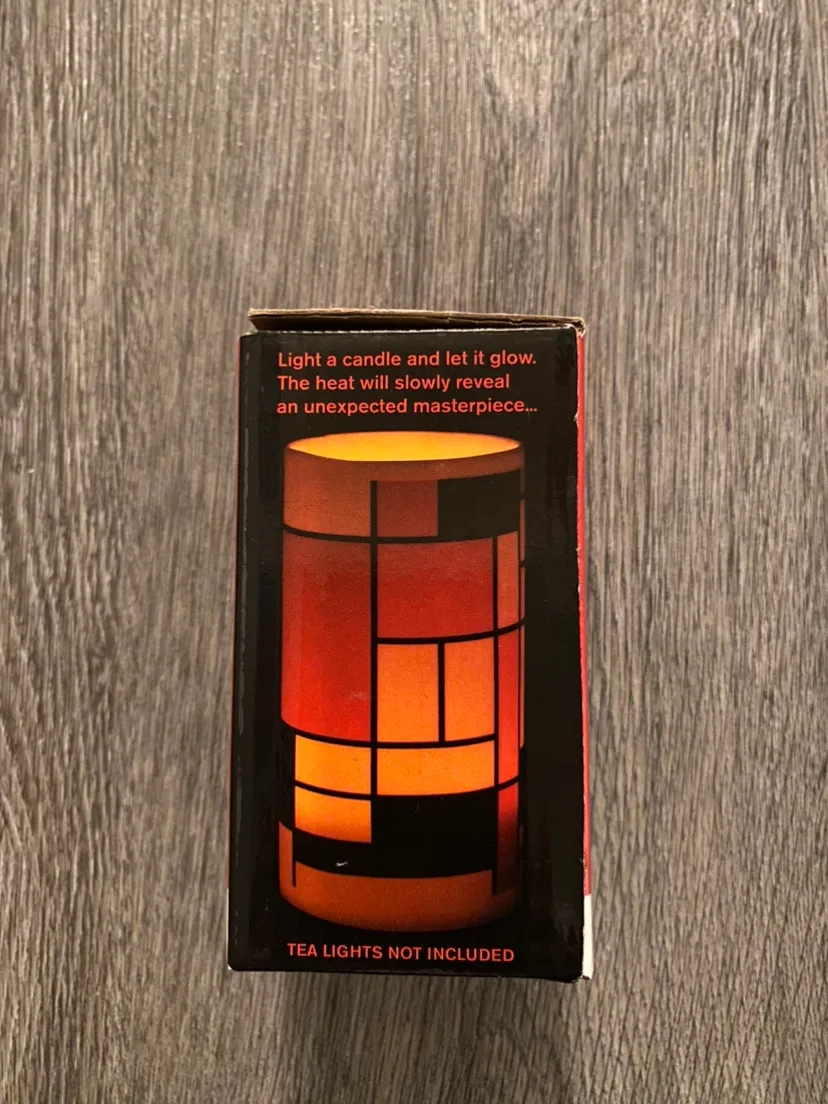 Light a candle and let it glow.
The heat will slowly reveal
an unexpected masterpiece...
TEA LIGHTS NOT INCLUDED